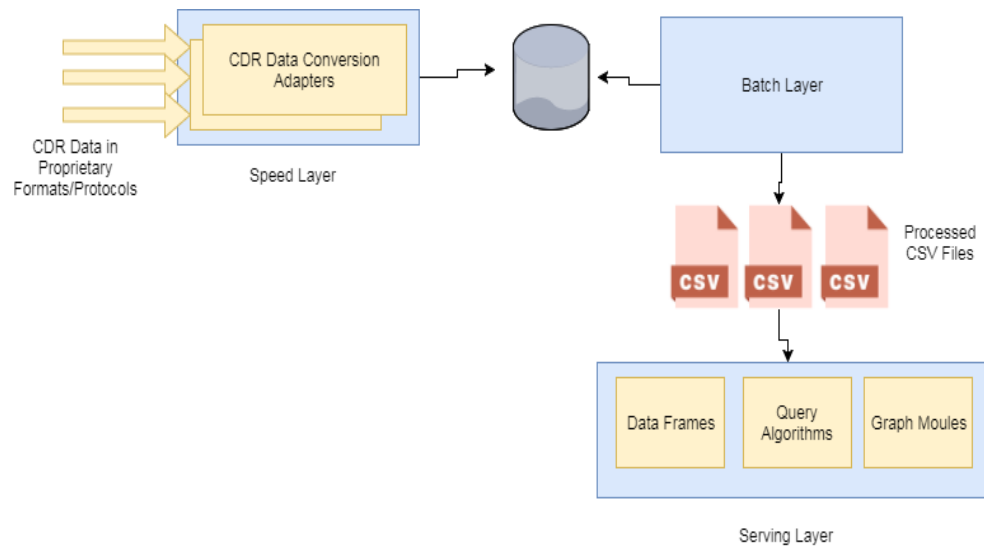 CDR Data Conversion
Adapters
CDR Data in
Proprietary
Formats/Protocols
Speed Layer
Batch Layer
Processed
CSV Files
CSV
CSV
CSV
Data Frames
Query
Algorithms
Graph Moules
Serving Layer